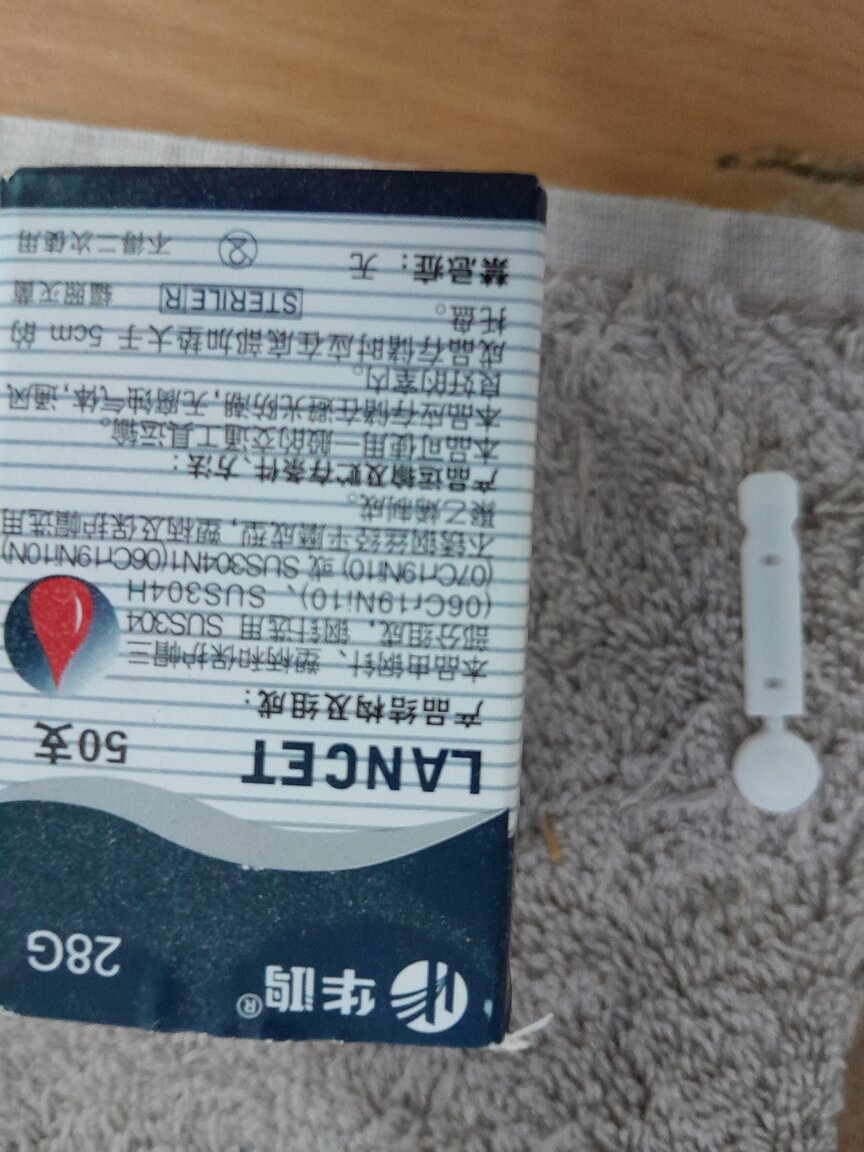 华鸿®
28G
LANCET 50支
产品结构及组成：
本品由钢针、塑柄和保护帽三
部分组成，钢针选用 SUS304
(06Cr19Ni10)、SUS304H
(07Cr19Ni10) 或 SUS304N1(06Cr19Ni10N)
不锈钢丝经平磨成型，塑柄及保护帽选用
聚乙烯制成。
产品运输及贮存条件、方法：
本品可使用一般的交通工具运输。
本品应存储在避光防潮，无腐蚀气体，通风
良好的室内。
成品存储时应在底部加垫大于 5cm 的
托盘。
STERILE R 辐照灭菌
禁忌症：无
2 不得二次使用